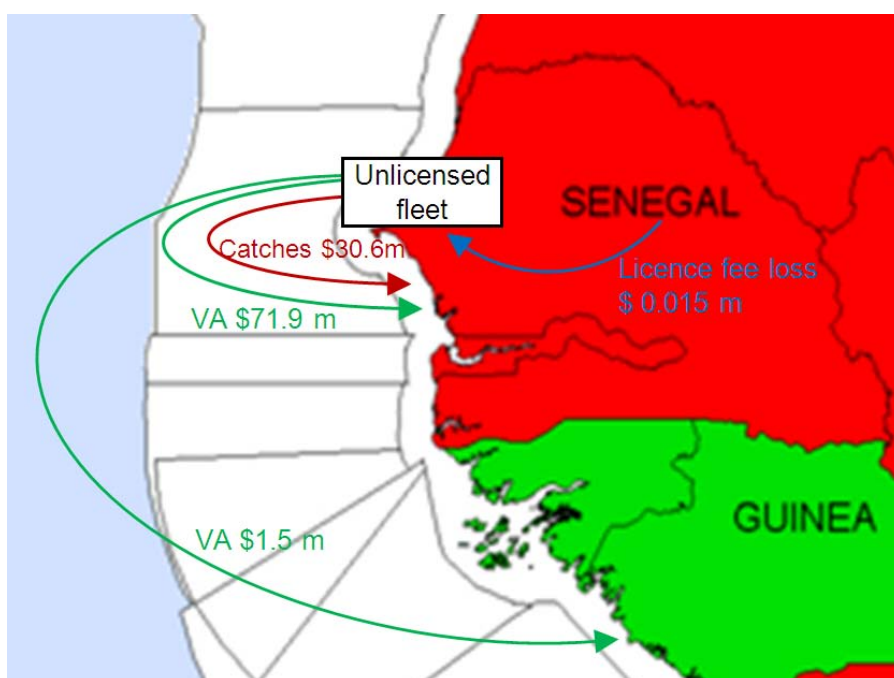 Unlicensed
fleet
SENEGAL
Catches $30.6m
Licence fee loss
$ 0.015 m
VA $71.9 m
GUINEA
VA $1.5 m